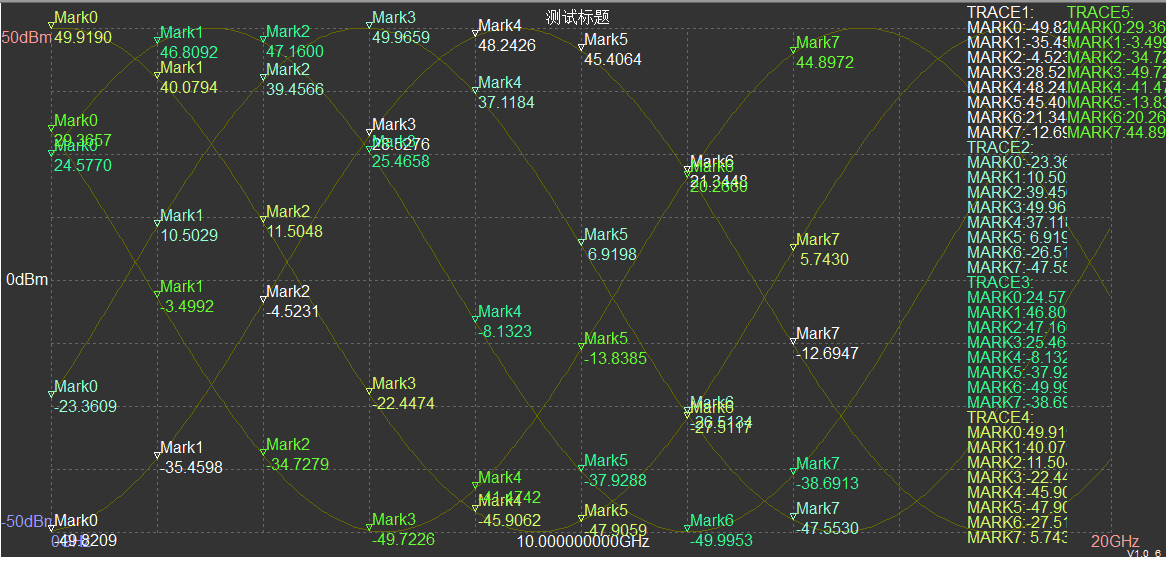 测试标题
50dBm
0dBm
-50dBm
0GHz
10.000000000GHz
20GHz
V1.0_6
Mark0
49.9190
Mark0
29.3657
Mark0
24.5770
Mark0
-23.3609
Mark0
-49.8209
Mark1
46.8092
Mark1
40.0794
Mark1
10.5029
Mark1
-3.4992
Mark1
-35.4598
Mark2
47.1600
Mark2
39.4566
Mark2
11.5048
Mark2
-4.5231
Mark2
-34.7279
Mark3
49.9659
Mark3
28.5276
Mark3
25.4658
Mark3
-22.4474
Mark3
-49.7226
Mark4
48.2426
Mark4
37.1184
Mark4
-8.1323
Mark4
-41.4742
Mark4
-45.9062
Mark5
45.4064
Mark5
6.9198
Mark5
-13.8385
Mark5
-37.9288
Mark5
-47.9059
Mark6
21.3448
Mark6
20.2660
Mark6
-26.5134
Mark6
-27.5117
Mark6
-49.9953
Mark7
44.8972
Mark7
5.7430
Mark7
-12.6947
Mark7
-38.6913
Mark7
-47.5530
TRACE1:
MARK0:-49.82
MARK1:-35.45
MARK2:-4.523
MARK3:28.52
MARK4:48.24
MARK5:45.40
MARK6:21.34
MARK7:-12.69
TRACE2:
MARK0:-23.36
MARK1:10.50
MARK2:39.45
MARK3:49.96
MARK4:37.11
MARK5: 6.919
MARK6:-26.51
MARK7:-47.55
TRACE3:
MARK0:24.57
MARK1:46.80
MARK2:47.16
MARK3:25.46
MARK4:-8.132
MARK5:-37.92
MARK6:-49.99
MARK7:-38.69
TRACE4:
MARK0:49.91
MARK1:40.07
MARK2:11.50
MARK3:-22.44
MARK4:-45.90
MARK5:-47.90
MARK6:-27.51
MARK7: 5.743
TRACE5:
MARK0:29.36
MARK1:-3.499
MARK2:-34.72
MARK3:-49.72
MARK4:-41.47
MARK5:-13.83
MARK6:20.26
MARK7:44.89